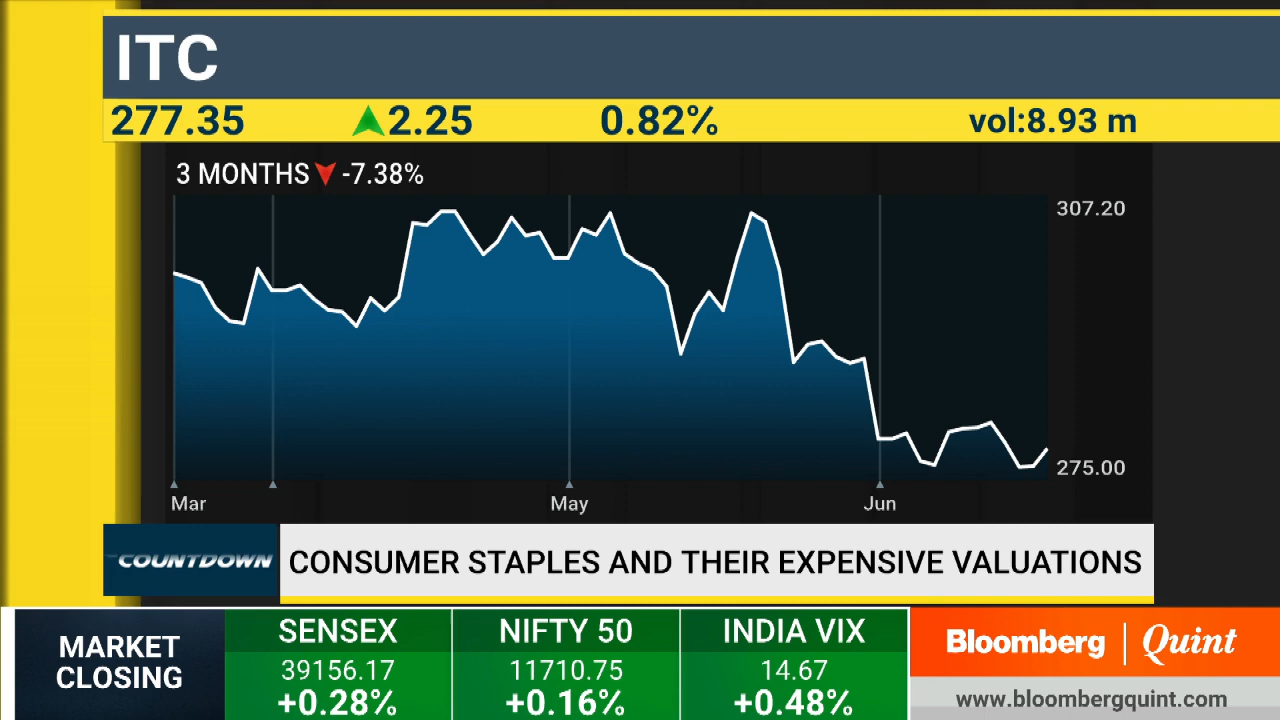 ITC
277.35 2.25 0.82% vol:8.93 m
3 MONTHS -7.38%
307.20
275.00
Mar May Jun
COUNTDOWN CONSUMER STAPLES AND THEIR EXPENSIVE VALUATIONS
MARKET CLOSING
SENSEX
39156.17
+0.28%
NIFTY 50
11710.75
+0.16%
INDIA VIX
14.67
+0.48%
Bloomberg | Quint
www.bloombergquint.com